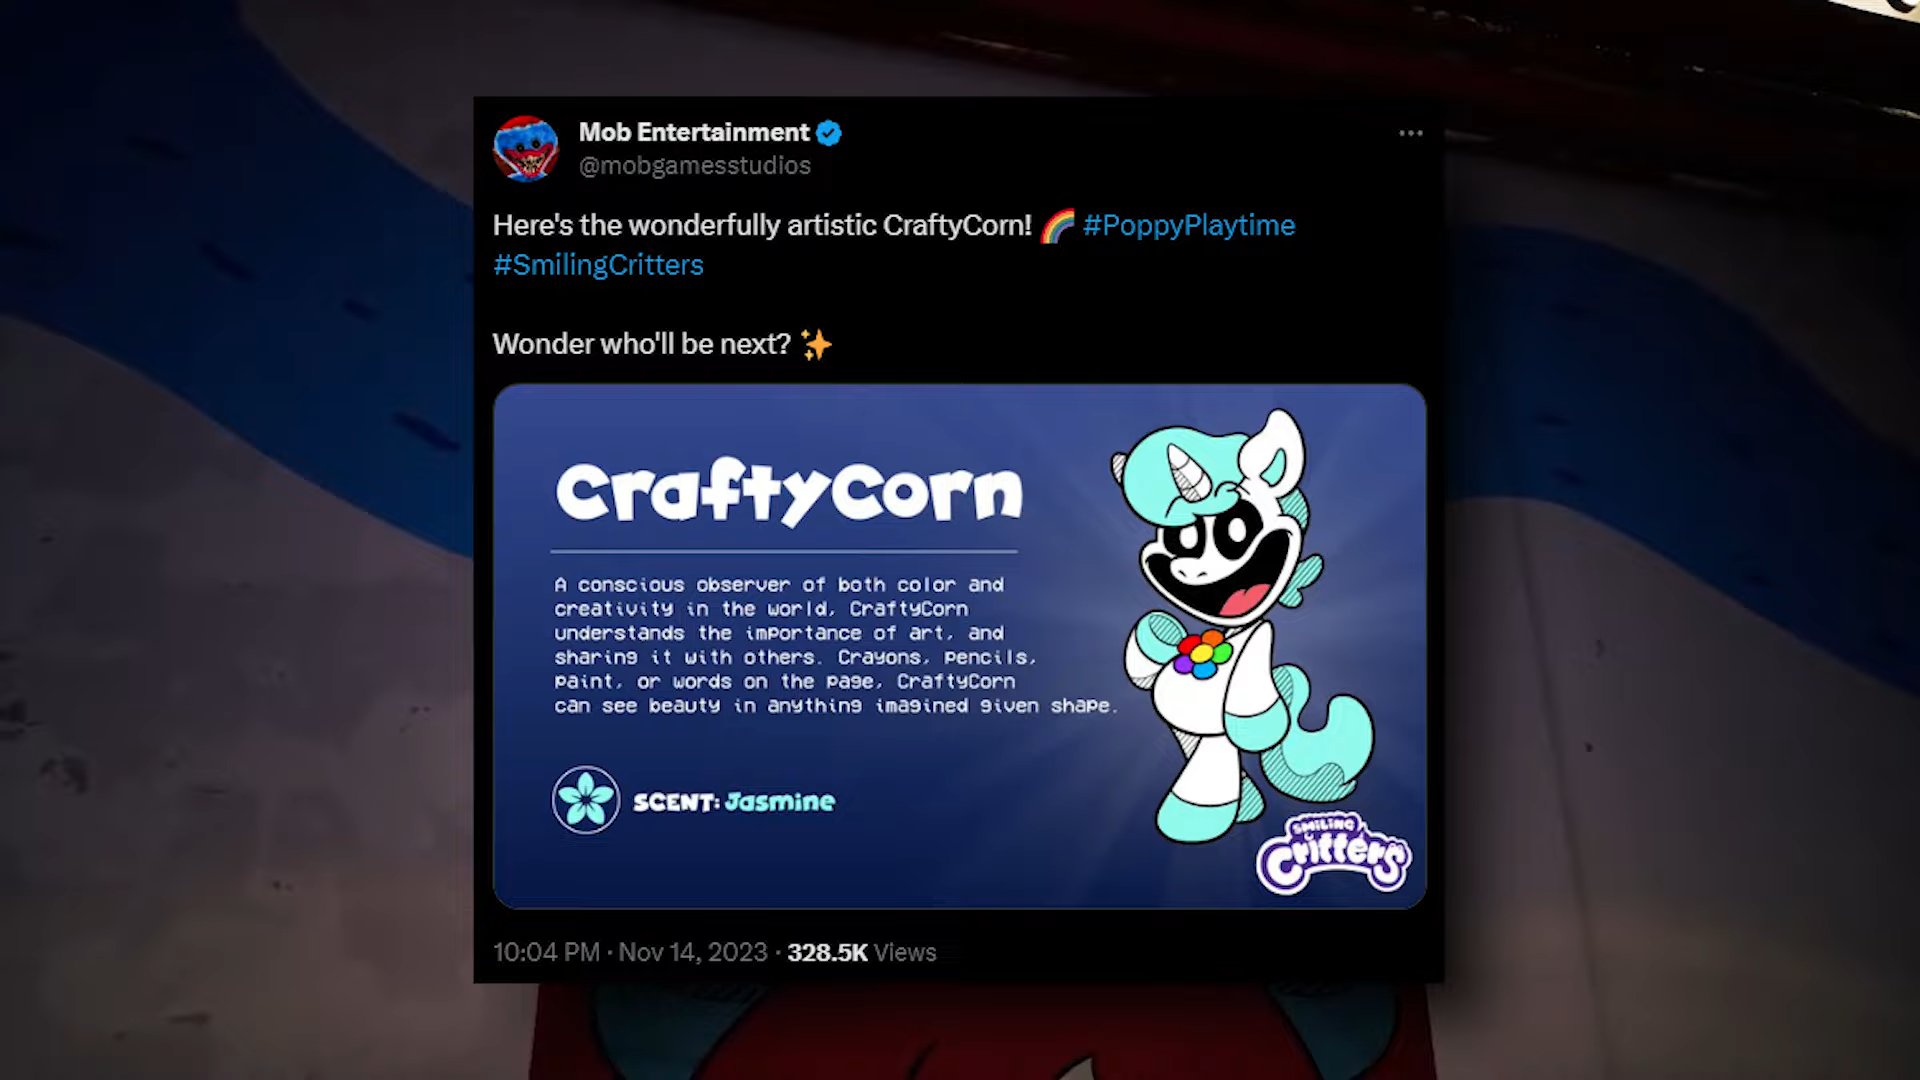 Mob Entertainment
@mobgamesstudios
Here's the wonderfully artistic CraftyCorn! 🌈 #PoppyPlaytime
#SmilingCritters
Wonder who'll be next? ✨
CraftyCorn
A conscious observer of both color and
creativity in the world, CraftyCorn
understands the importance of art, and
sharing it with others. Crayons, pencils,
paint, or words on the page, CraftyCorn
can see beauty in anything imagined given shape.
SCENT: Jasmine
SMILING
Critters
10:04 PM · Nov 14, 2023 · 328.5K Views